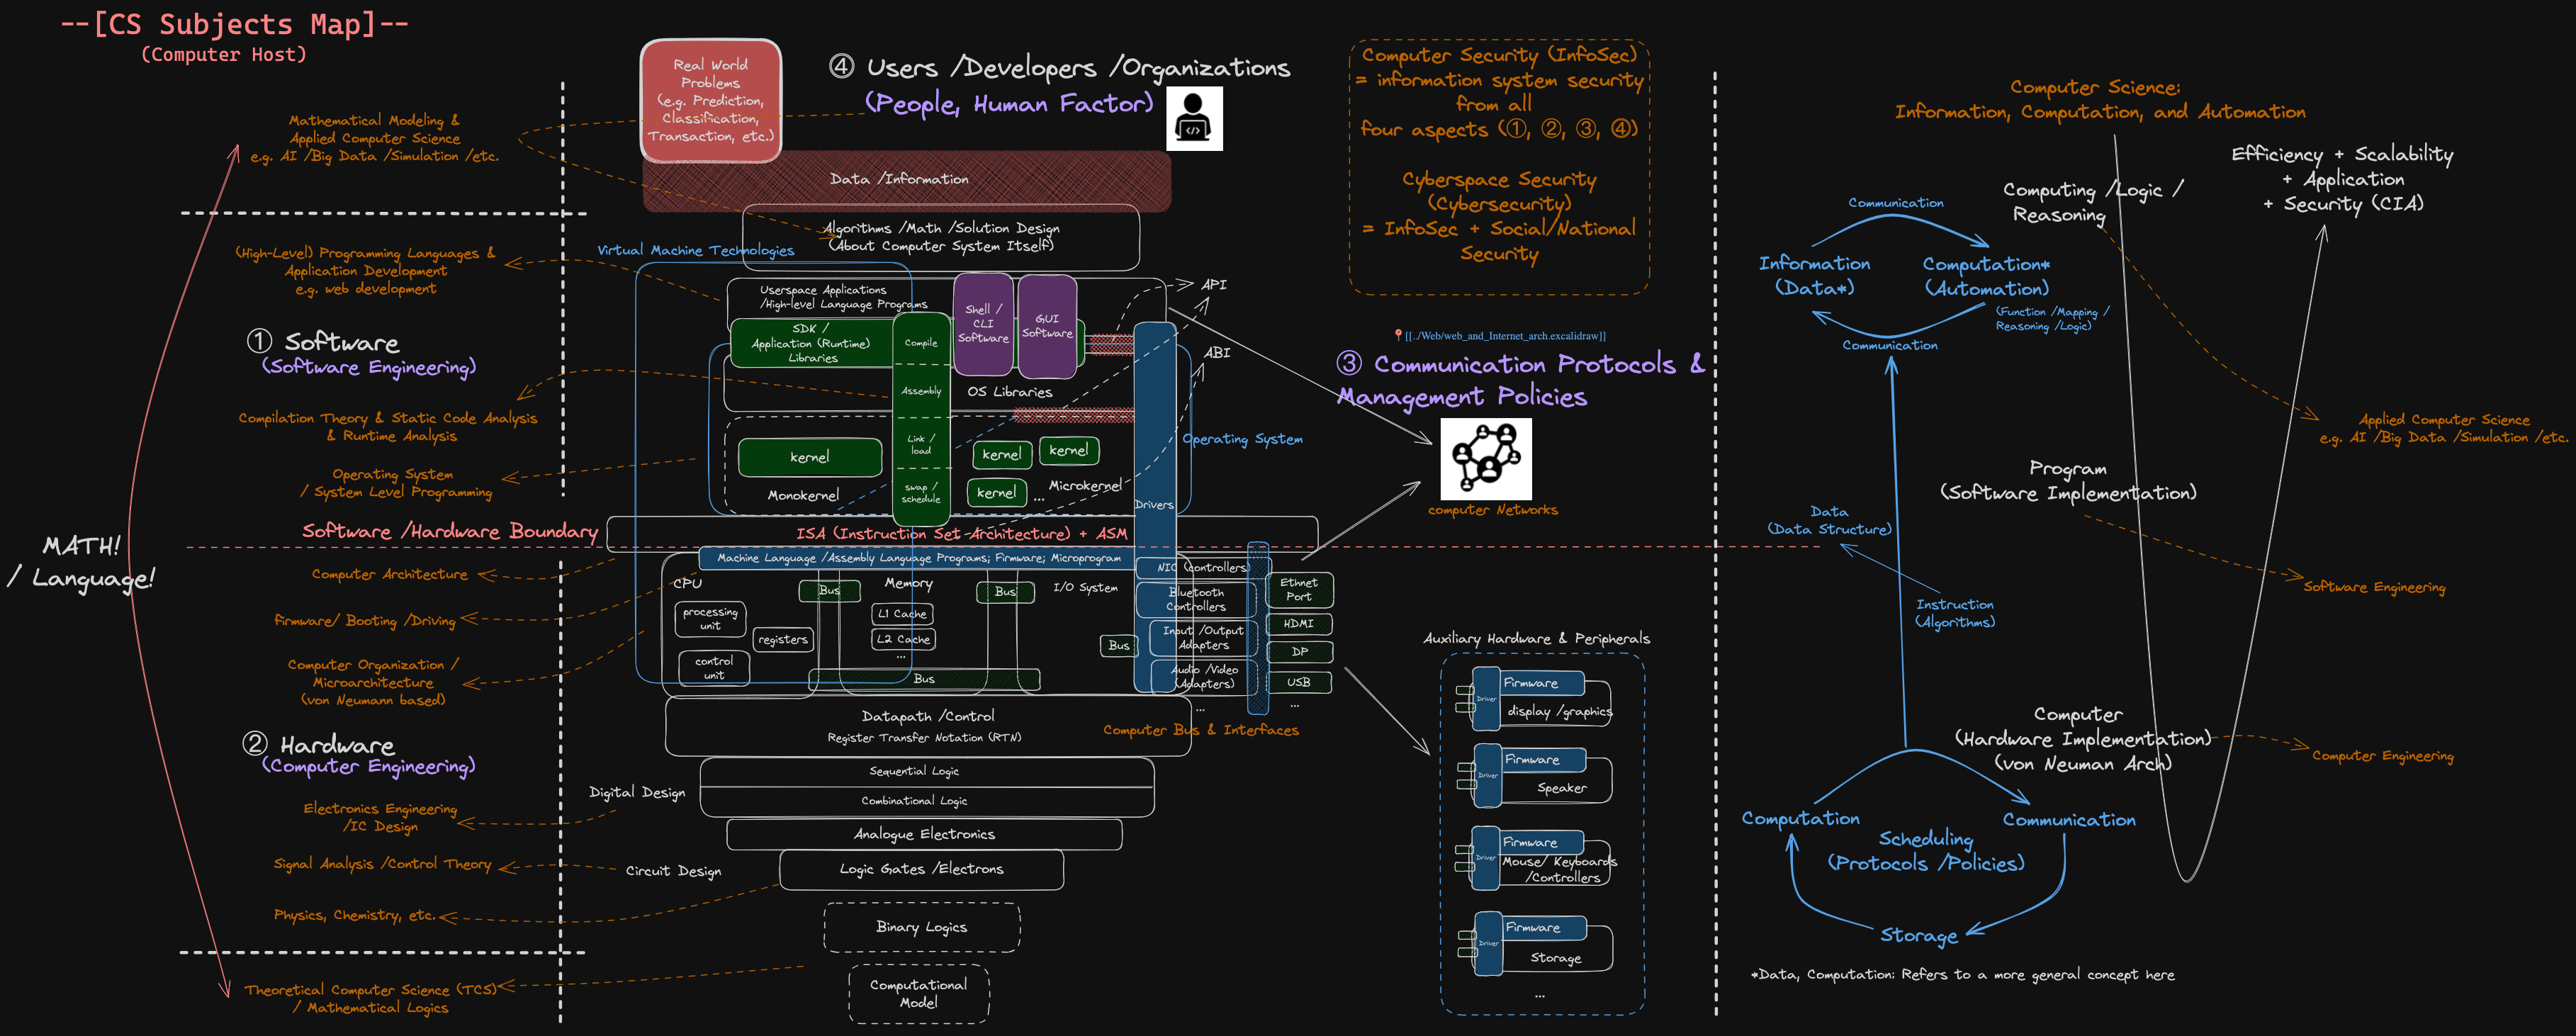 --[CS Subjects Map]--
(Computer Host)
Mathematical Modeling &
Applied Computer Science
e.g. AI /Big Data /Simulation /etc.
(High-Level) Programming Languages &
Application Development
e.g. web development
① Software
(Software Engineering)
Compilation Theory & Static Code Analysis
& Runtime Analysis
Operating System
/ System Level Programming
Software /Hardware Boundary
MATH!
/ Language!
Computer Architecture
firmware/ Booting /Driving
Computer Organization /
Microarchitecture
(von Neumann based)
② Hardware
(Computer Engineering)
Electronics Engineering
/IC Design
Signal Analysis /Control Theory
Physics, Chemistry, etc.
Theoretical Computer Science (TCS)
/ Mathematical Logics
Real World
Problems
(e.g. Prediction,
Classification,
Transaction, etc.)
④ Users /Developers /Organizations
(People, Human Factor)
Data /Information
Algorithms /Math /Solution Design
(About Computer System Itself)
Virtual Machine Technologies
Userspace Applications
/High-level Language Programs
SDK /
Application (Runtime)
Libraries
Compile
Assembly
Link /
load
swap /
schedule
Shell /
CLI
Software
GUI
Software
API
ABI
OS Libraries
kernel
Monokernel
kernel
kernel
kernel
...
Microkernel
Drivers
Operating System
ISA (Instruction Set Architecture) + ASM
Machine Language /Assembly Language Programs; Firmware; Microprogram
CPU
processing
unit
registers
control
unit
Bus
Memory
L1 Cache
L2 Cache
...
Bus
I/O System
Bus
Bus
NIC (controllers)
Bluetooth
Controllers
Input /Output
Adapters
Audio /Video
(Adapters)
...
Ethnet
Port
HDMI
DP
USB
...
Datapath /Control
Register Transfer Notation (RTN)
Computer Bus & Interfaces
Sequential Logic
Digital Design
Combinational Logic
Analogue Electronics
Logic Gates /Electrons
Circuit Design
Binary Logics
Computational
Model
Computer Security (InfoSec)
= information system security
from all
four aspects (①, ②, ③, ④)
Cyberspace Security
(Cybersecurity)
= InfoSec + Social/National
Security
[[../Web/web_and_Internet_arch.excalidraw]]
③ Communication Protocols &
Management Policies
computer Networks
Auxiliary Hardware & Peripherals
Firmware
Driver
display /graphics
Firmware
Driver
Speaker
Firmware
Driver
Mouse/ Keyboards
/Controllers
Firmware
Driver
Storage
...
Computer Science:
Information, Computation, and Automation
Efficiency + Scalability
+ Application
+ Security (CIA)
Computing /Logic /
Reasoning
Communication
Information
(Data*)
Computation*
(Automation)
(Function /Mapping /
Reasoning /Logic)
Communication
Applied Computer Science
e.g. AI /Big Data /Simulation /etc.
Program
(Software Implementation)
Data
(Data Structure)
Software Engineering
Instruction
(Algorithms)
Computer
(Hardware Implementation)
(von Neuman Arch)
Computer Engineering
Computation
Communication
Scheduling
(Protocols /Policies)
Storage
*Data, Computation: Refers to a more general concept here